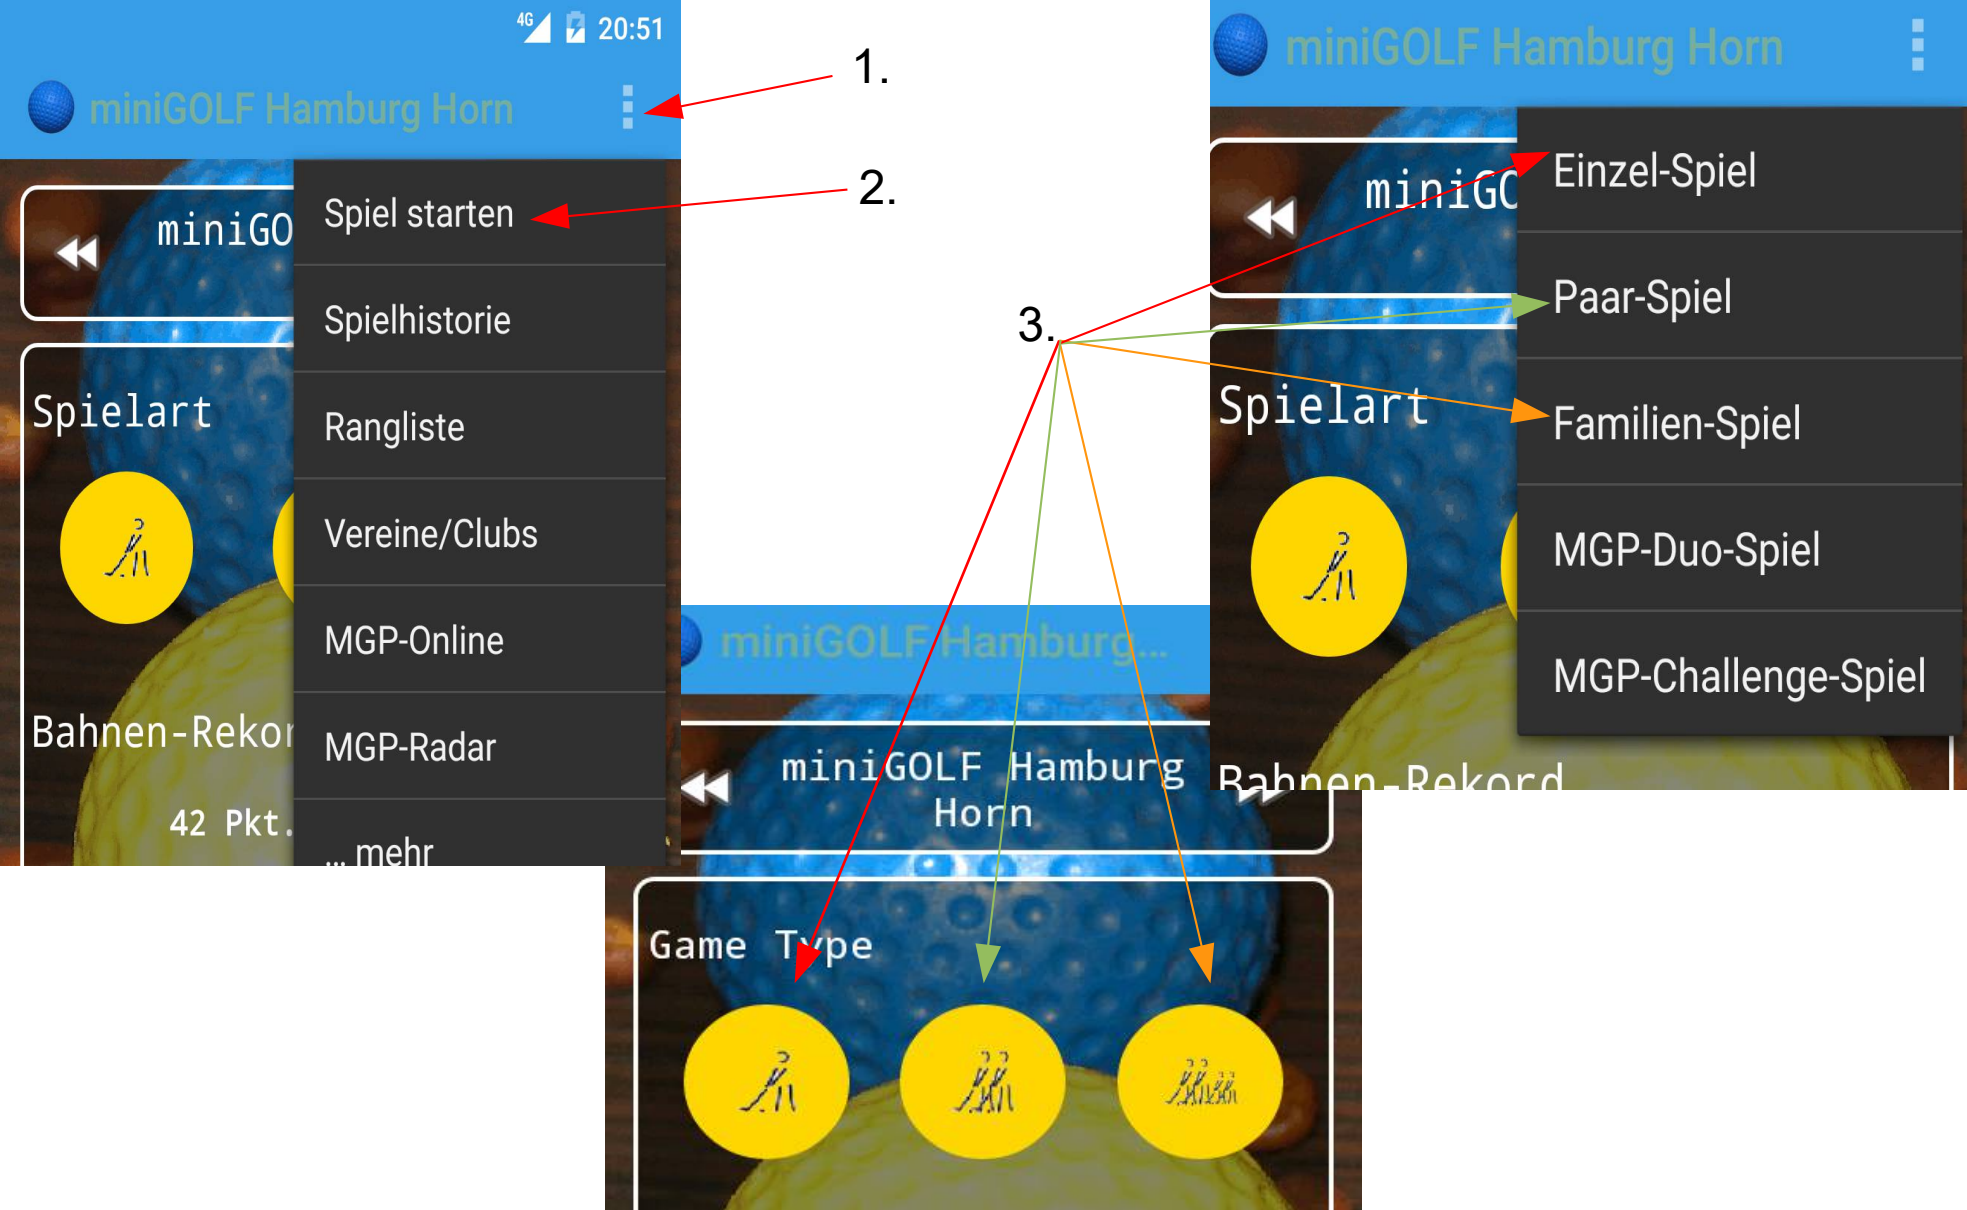 4G 20:51
miniGOLF Hamburg Horn
miniGO
Spielart
Bahnen-Rekor
42 Pkt.
Spiel starten
Spielhistorie
Rangliste
Vereine/Clubs
MGP-Online
MGP-Radar
... mehr
1.
2.
3.
miniGOLF Hamburg Horn
miniGO
Spielart
Bahnen-Rekord
Einzel-Spiel
Paar-Spiel
Familien-Spiel
MGP-Duo-Spiel
MGP-Challenge-Spiel
miniGOLF Hamburg...
miniGOLF Hamburg
Horn
Game Type